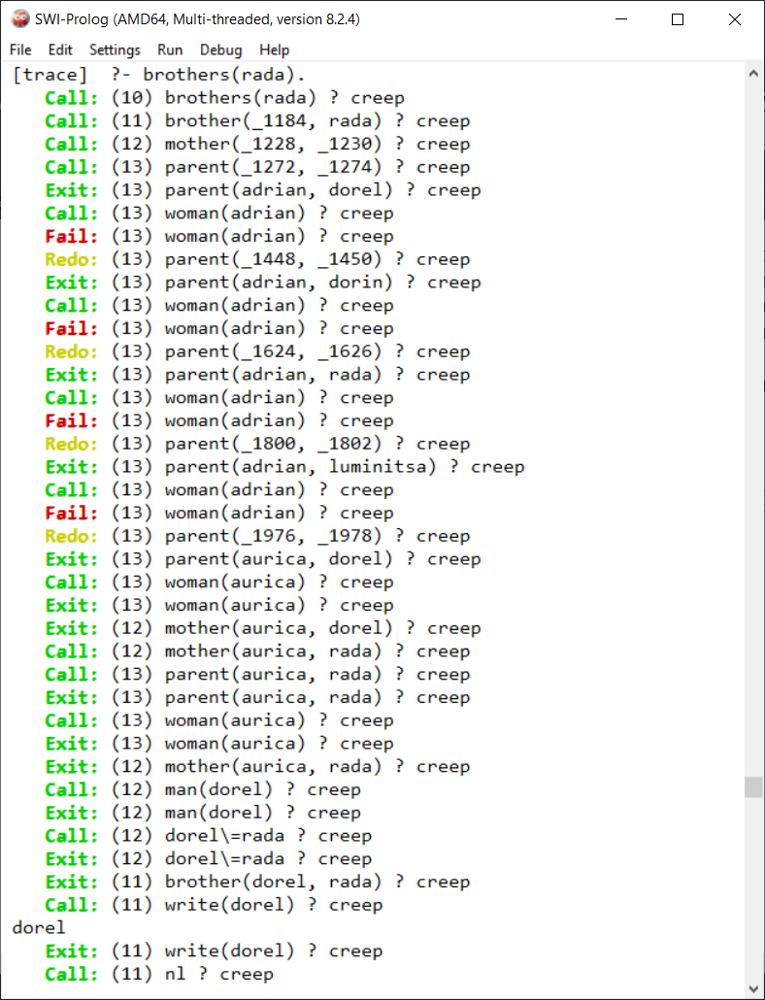 SWI-Prolog (AMD64, Multi-threaded, version 8.2.4)
File Edit Settings Run Debug Help
[trace]  ?- brothers(rada).
   Call: (10) brothers(rada) ? creep
   Call: (11) brother(_1184, rada) ? creep
   Call: (12) mother(_1228, _1230) ? creep
   Call: (13) parent(_1272, _1274) ? creep
   Exit: (13) parent(adrian, dorel) ? creep
   Call: (13) woman(adrian) ? creep
   Fail: (13) woman(adrian) ? creep
   Redo: (13) parent(_1448, _1450) ? creep
   Exit: (13) parent(adrian, dorin) ? creep
   Call: (13) woman(adrian) ? creep
   Fail: (13) woman(adrian) ? creep
   Redo: (13) parent(_1624, _1626) ? creep
   Exit: (13) parent(adrian, rada) ? creep
   Call: (13) woman(adrian) ? creep
   Fail: (13) woman(adrian) ? creep
   Redo: (13) parent(_1800, _1802) ? creep
   Exit: (13) parent(adrian, luminitsa) ? creep
   Call: (13) woman(adrian) ? creep
   Fail: (13) woman(adrian) ? creep
   Redo: (13) parent(_1976, _1978) ? creep
   Exit: (13) parent(aurica, dorel) ? creep
   Call: (13) woman(aurica) ? creep
   Exit: (13) woman(aurica) ? creep
   Exit: (12) mother(aurica, dorel) ? creep
   Call: (12) mother(aurica, rada) ? creep
   Call: (13) parent(aurica, rada) ? creep
   Exit: (13) parent(aurica, rada) ? creep
   Call: (13) woman(aurica) ? creep
   Exit: (13) woman(aurica) ? creep
   Exit: (12) mother(aurica, rada) ? creep
   Call: (12) man(dorel) ? creep
   Exit: (12) man(dorel) ? creep
   Call: (12) dorel\=rada ? creep
   Exit: (12) dorel\=rada ? creep
   Exit: (11) brother(dorel, rada) ? creep
   Call: (11) write(dorel) ? creep
dorel
   Exit: (11) write(dorel) ? creep
   Call: (11) nl ? creep